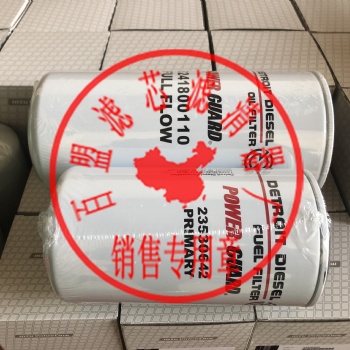 DETROIT DIESEL
OIL FILTER
POWER GUARD
FULL FLOW
DETROIT DIESEL
FUEL FILTER
POWER GUARD
23530642
PRIMARY
百盟滤芯
销售专用章